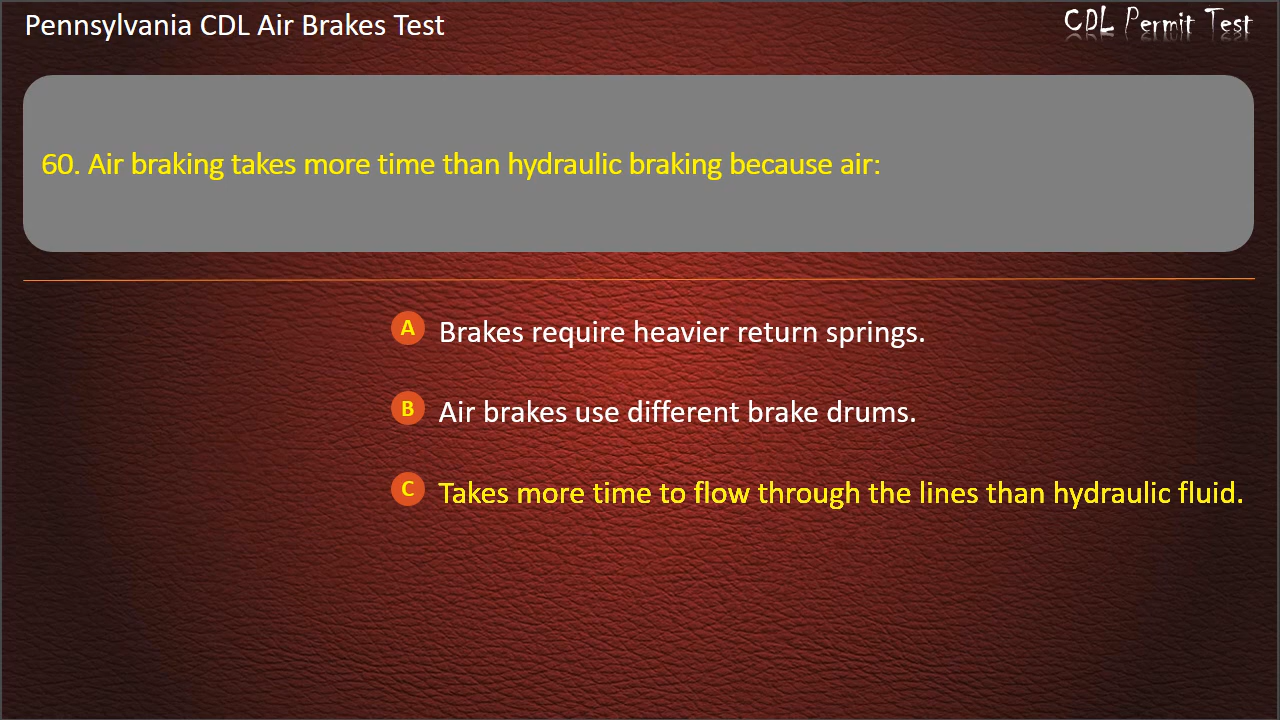 Pennsylvania CDL Air Brakes Test
CDL Permit Test
60. Air braking takes more time than hydraulic braking because air:
A Brakes require heavier return springs.
B Air brakes use different brake drums.
C Takes more time to flow through the lines than hydraulic fluid.